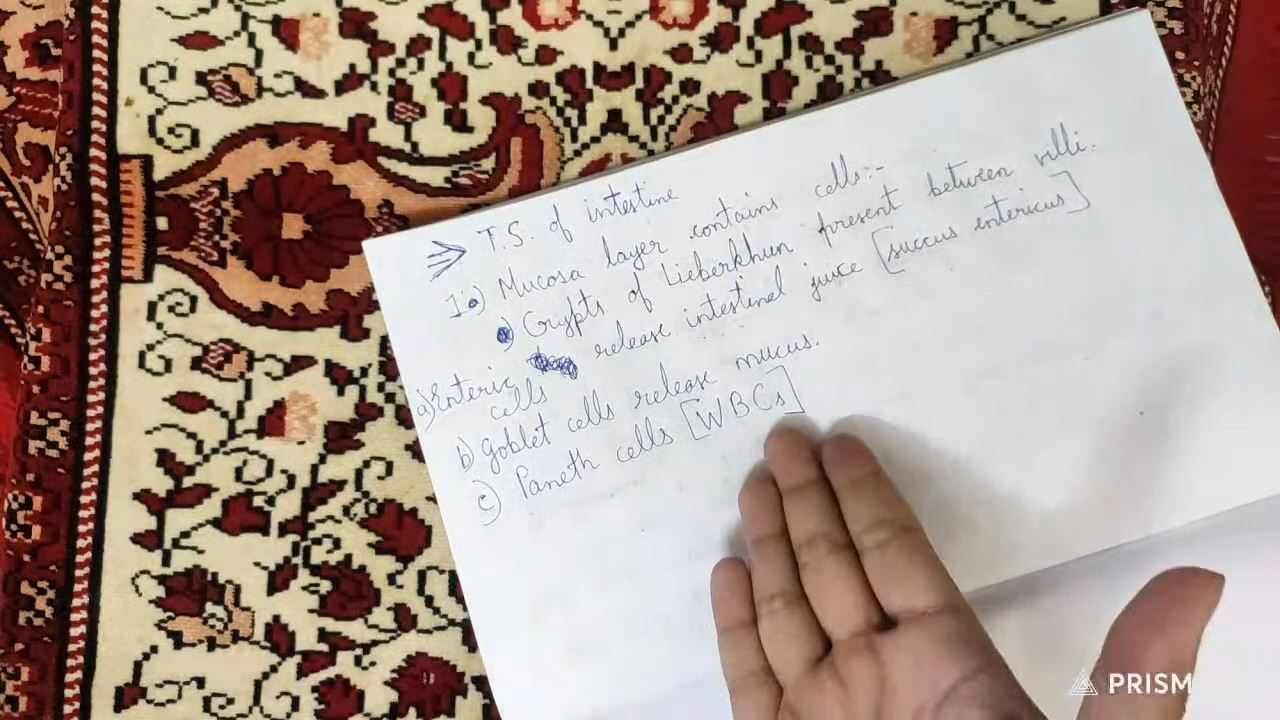 T.S. of intestine
1.) Mucosa layer contains cells:-
Crypts of Lieberkhun present between villi.
a) Enteric cells release intestinal juice [succus entericus]
b) goblet cells release mucus.
c) Paneth cells [WBCs]
PRISM